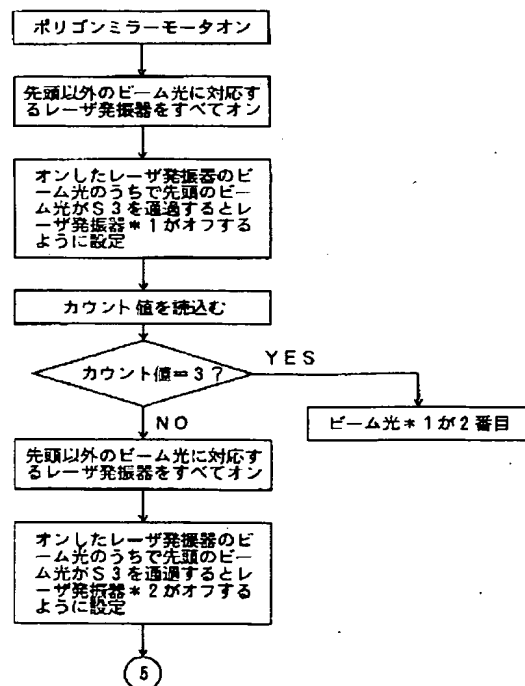 ポリゴンミラーモータオン
先頭以外のビーム光に対応す
るレーザ発振器をすべてオン
オンしたレーザ発振器のビ
ーム光のうちで先頭のビー
ム光がS3を通過するとレ
ーザ発振器*1がオフする
ように設定
カウント値を読込む
カウント値=3?
YES
ビーム光*1が2番目
NO
先頭以外のビーム光に対応す
るレーザ発振器をすべてオン
オンしたレーザ発振器のビ
ーム光のうちで先頭のビー
ム光がS3を通過するとレ
ーザ発振器*2がオフする
ように設定
5